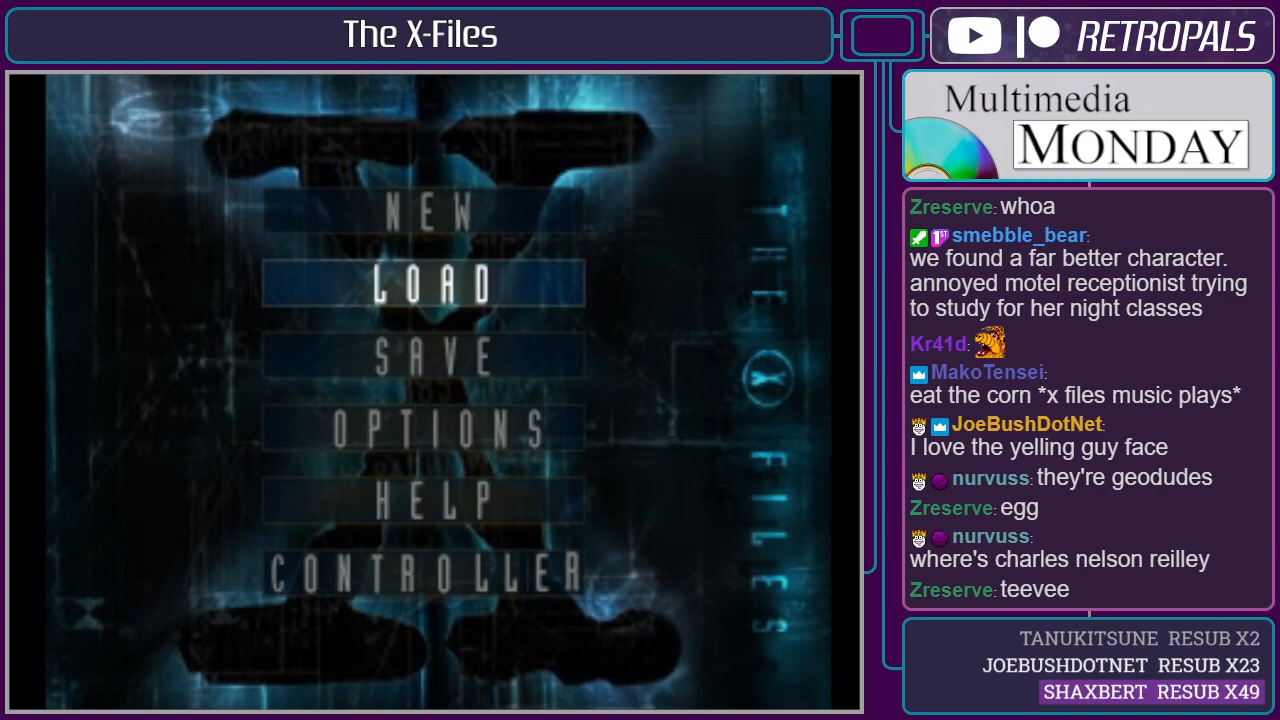 The X-Files
RETROPALS
NEW
LOAD
SAVE
OPTIONS
HELP
CONTROLLER
THE X FILES
Multimedia
MONDAY
Zreserve: whoa
1ST smebble_bear:
we found a far better character.
annoyed motel receptionist trying
to study for her night classes
Kr41d:
MakoTensei:
eat the corn *x files music plays*
JoeBushDotNet:
I love the yelling guy face
nurvuss: they're geodudes
Zreserve: egg
nurvuss:
where's charles nelson reilley
Zreserve: teevee
TANUKITSUNE RESUB X2
JOEBUSHDOTNET RESUB X23
SHAXBERT RESUB X49